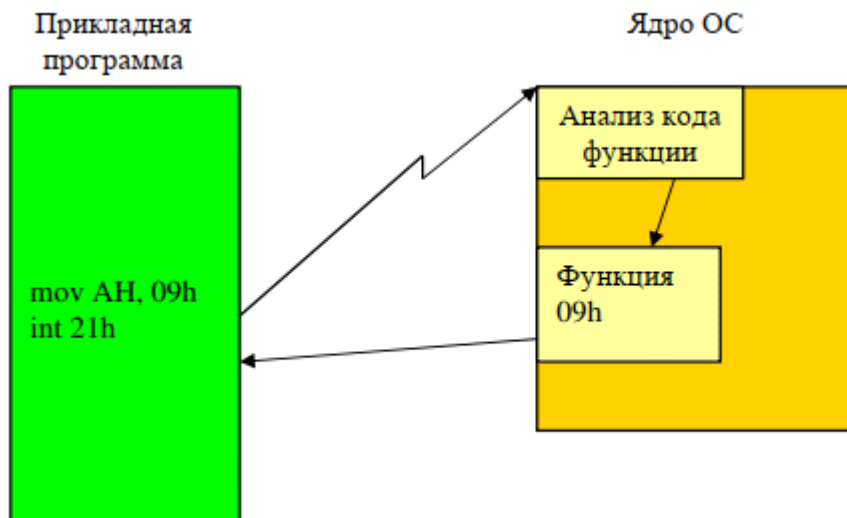 Прикладная
программа
Ядро ОС
Анализ кода
функции
mov AH, 09h
int 21h
Функция
09h